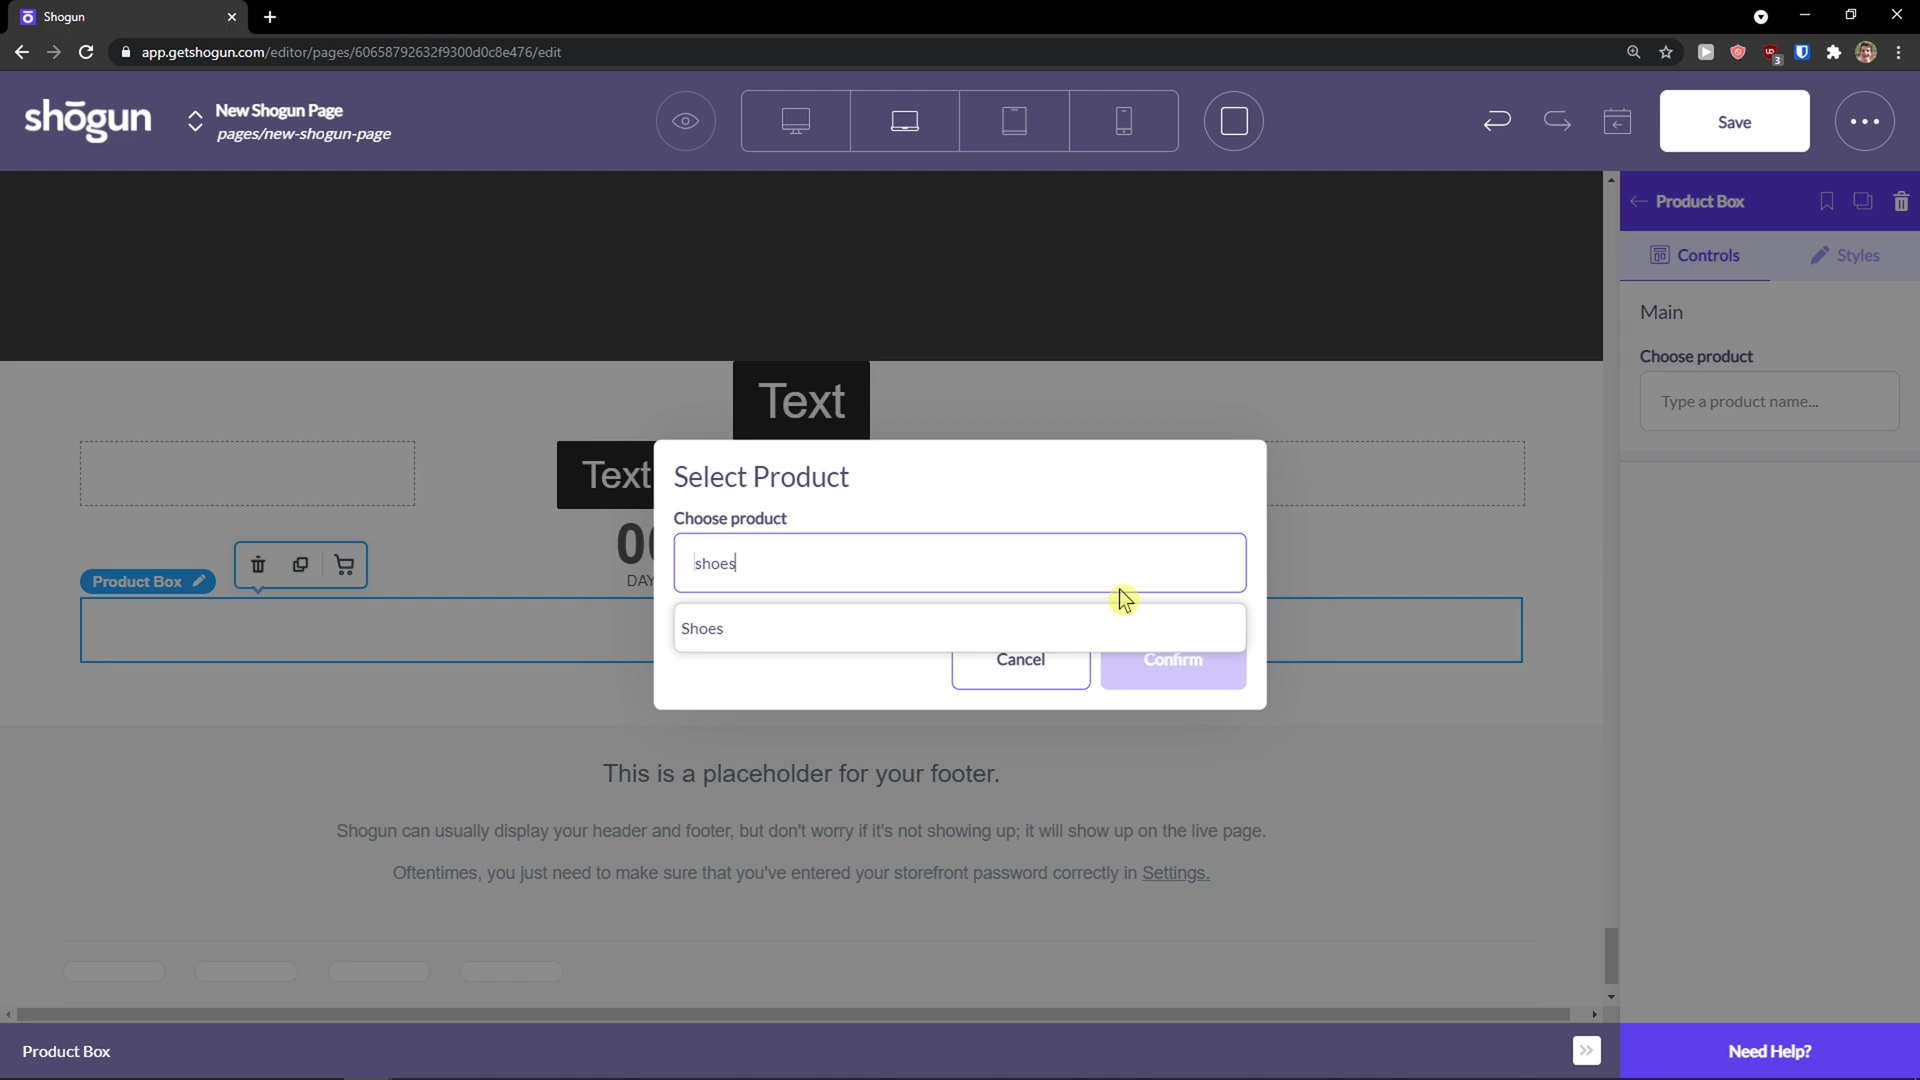 Shogun
app.getshogun.com/editor/pages/60658792632f9300d0c8e476/edit
3
shōgun
New Shogun Page
pages/new-shogun-page
Save
Product Box
Controls
Styles
Main
Choose product
Type a product name...
Text
Text
00
DAY
Product Box
Select Product
Choose product
shoes
Shoes
Cancel
Confirm
This is a placeholder for your footer.
Shogun can usually display your header and footer, but don't worry if it's not showing up; it will show up on the live page.
Oftentimes, you just need to make sure that you've entered your storefront password correctly in Settings.
Product Box
Need Help?